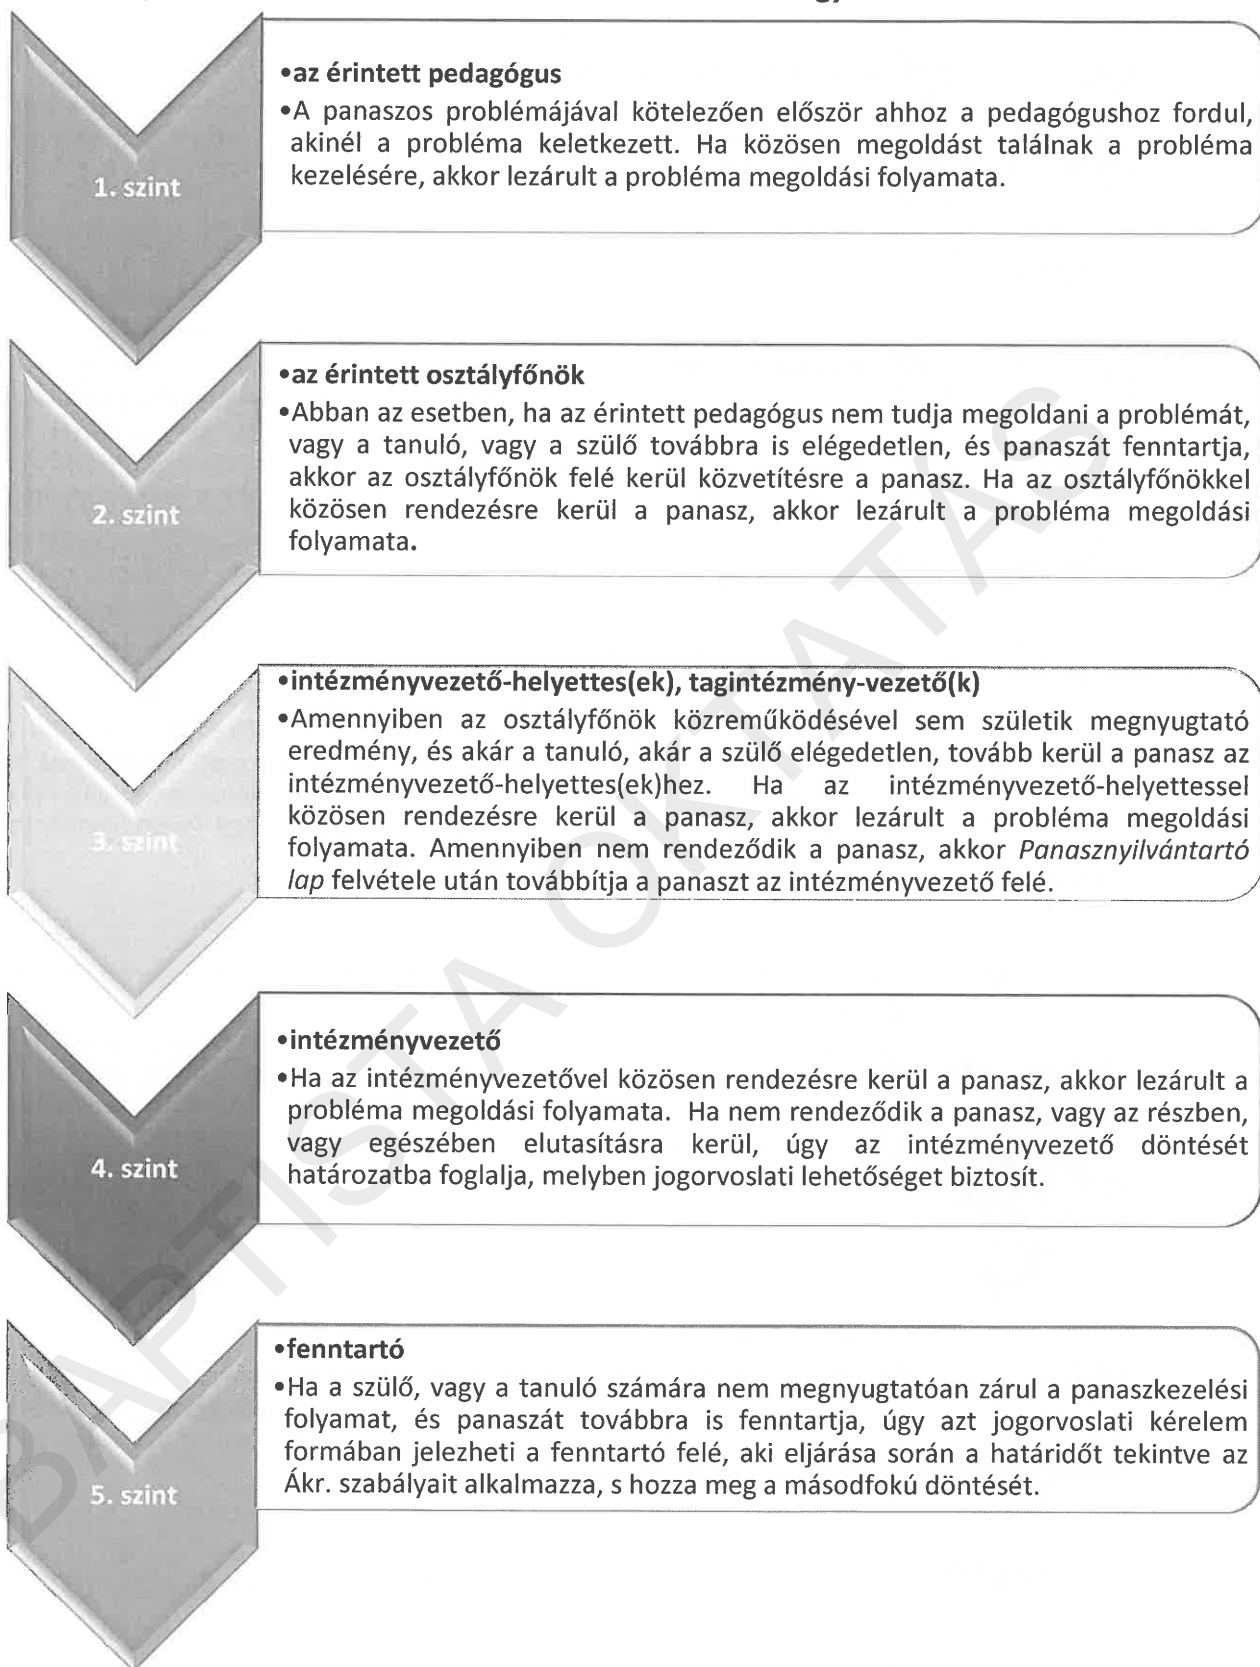 1. szint
•az érintett pedagógus
•A panaszos problémájával kötelezően először ahhoz a pedagógushoz fordul,
akinél a probléma keletkezett. Ha közösen megoldást találnak a probléma
kezelésére, akkor lezárult a probléma megoldási folyamata.
2. szint
•az érintett osztályfőnök
•Abban az esetben, ha az érintett pedagógus nem tudja megoldani a problémát,
vagy a tanuló, vagy a szülő továbbra is elégedetlen, és panaszát fenntartja,
akkor az osztályfőnök felé kerül közvetítésre a panasz. Ha az osztályfőnökkel
közösen rendezésre kerül a panasz, akkor lezárult a probléma megoldási
folyamata.
3. szint
•intézményvezető-helyettes(ek), tagintézmény-vezető(k)
•Amennyiben az osztályfőnök közreműködésével sem születik megnyugtató
eredmény, és akár a tanuló, akár a szülő elégedetlen, tovább kerül a panasz az
intézményvezető-helyettes(ek)hez. Ha az intézményvezető-helyettessel
közösen rendezésre kerül a panasz, akkor lezárult a probléma megoldási
folyamata. Amennyiben nem rendeződik a panasz, akkor Panasznyilvántartó
lap felvétele után továbbítja a panaszt az intézményvezető felé.
4. szint
•intézményvezető
•Ha az intézményvezetővel közösen rendezésre kerül a panasz, akkor lezárult a
probléma megoldási folyamata. Ha nem rendeződik a panasz, vagy az részben,
vagy egészében elutasításra kerül, úgy az intézményvezető döntését
határozatba foglalja, melyben jogorvoslati lehetőséget biztosít.
5. szint
•fenntartó
•Ha a szülő, vagy a tanuló számára nem megnyugtatóan zárul a panaszkezelési
folyamat, és panaszát továbbra is fenntartja, úgy azt jogorvoslati kérelem
formában jelezheti a fenntartó felé, aki eljárása során a határidőt tekintve az
Ákr. szabályait alkalmazza, s hozza meg a másodfokú döntését.
BAPTISTA OKTATÁS